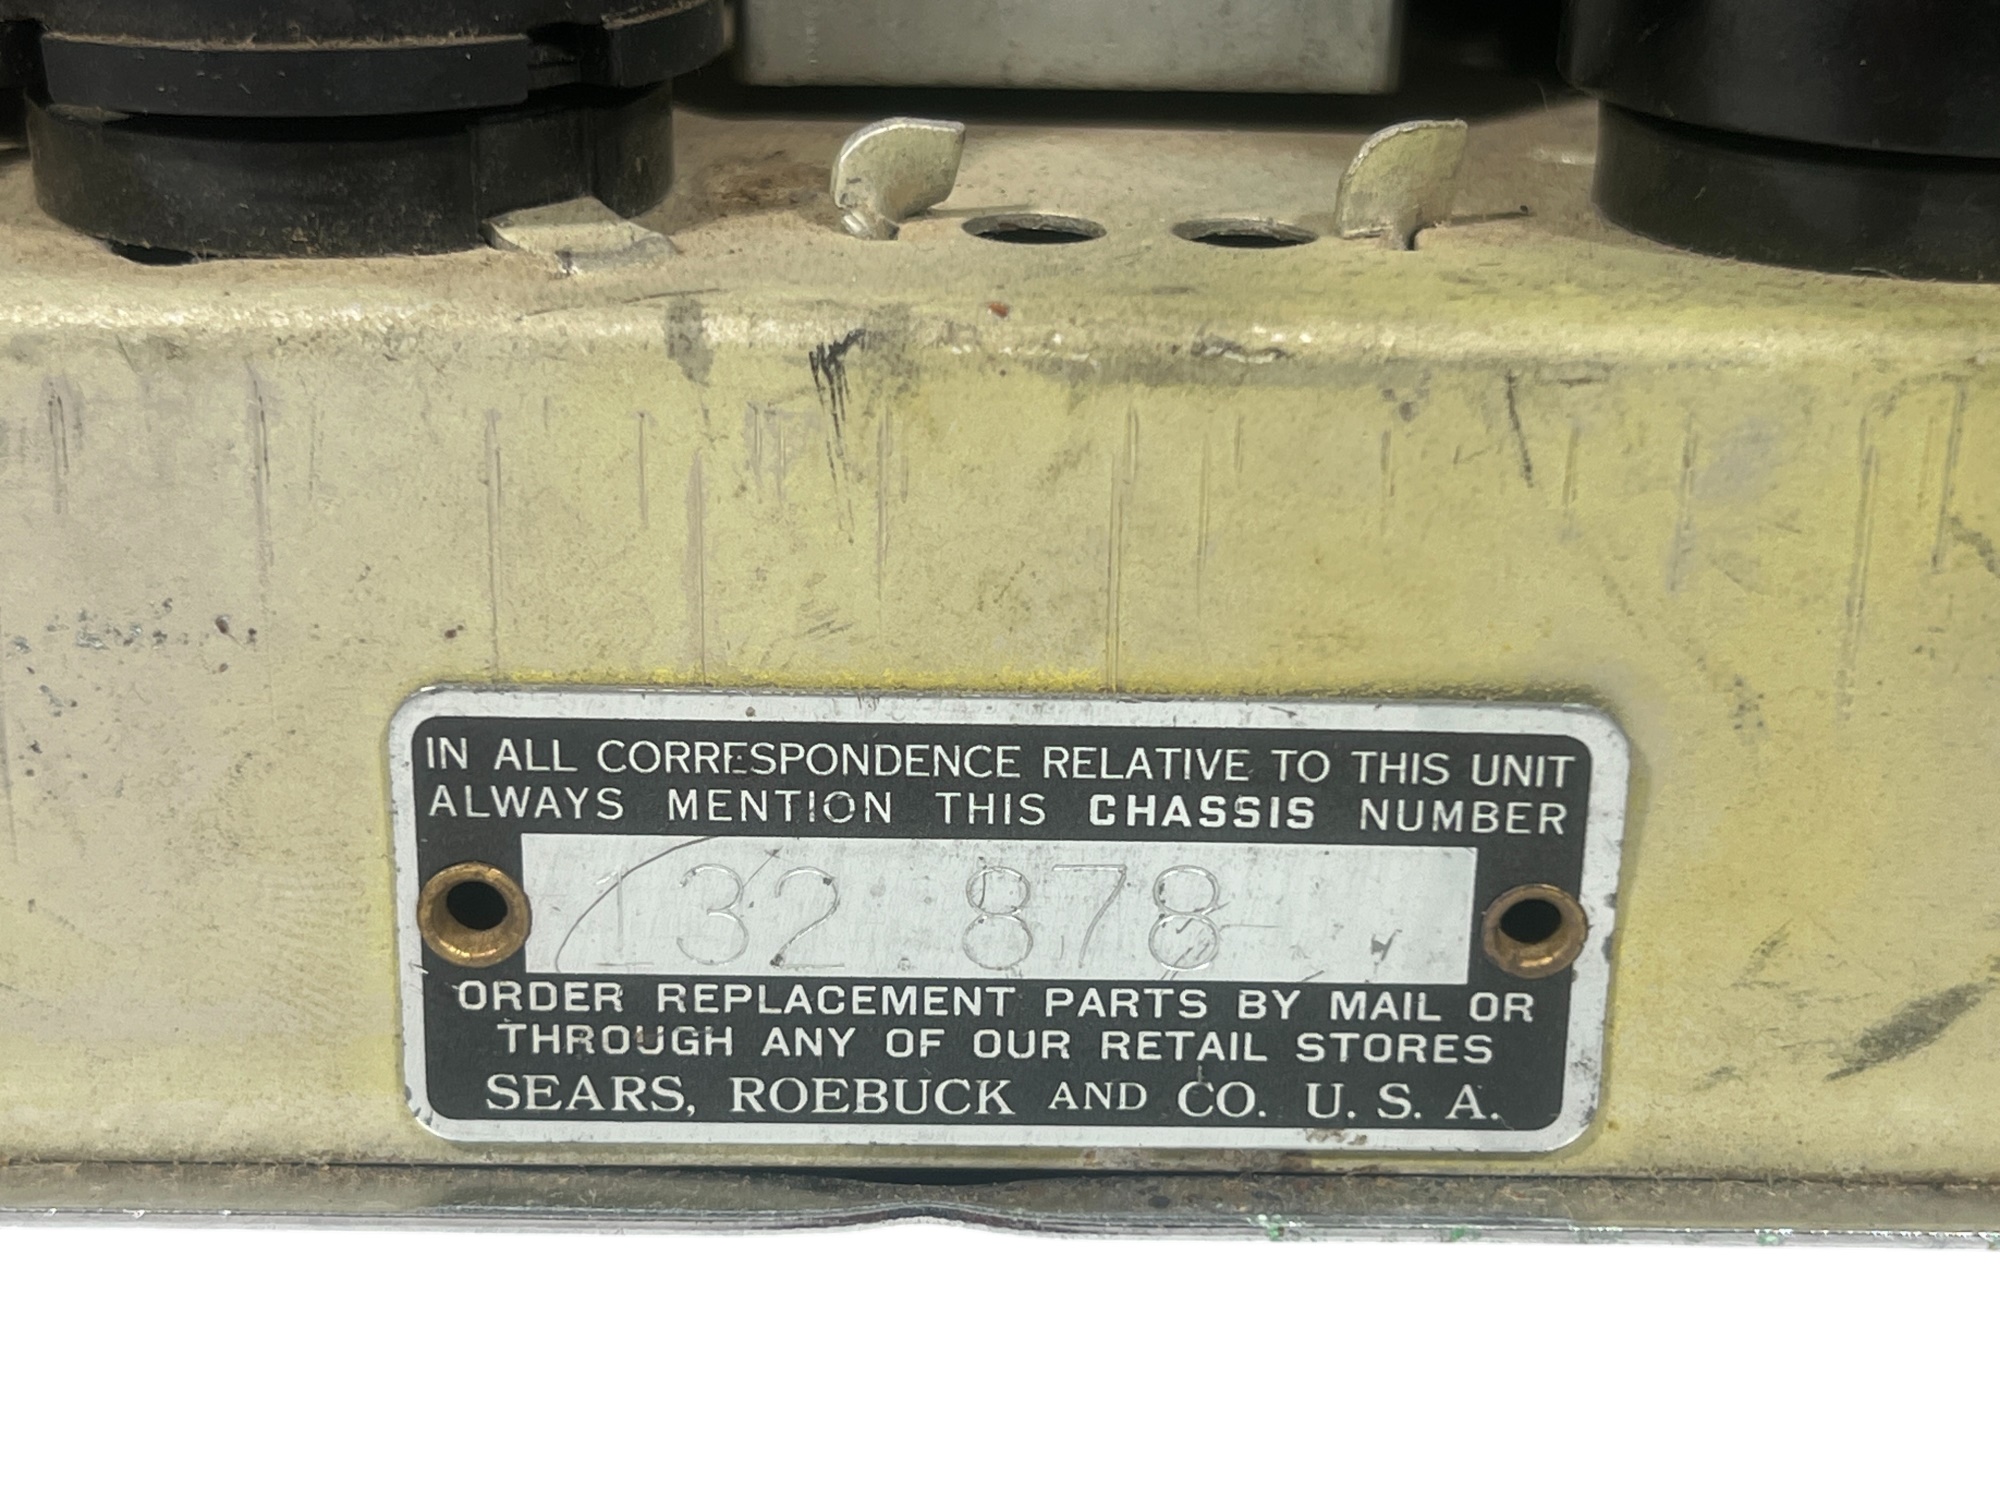 IN ALL CORRESPONDENCE RELATIVE TO THIS UNIT
ALWAYS MENTION THIS CHASSIS NUMBER
132.878
ORDER REPLACEMENT PARTS BY MAIL OR
THROUGH ANY OF OUR RETAIL STORES
SEARS, ROEBUCK AND CO. U. S. A.